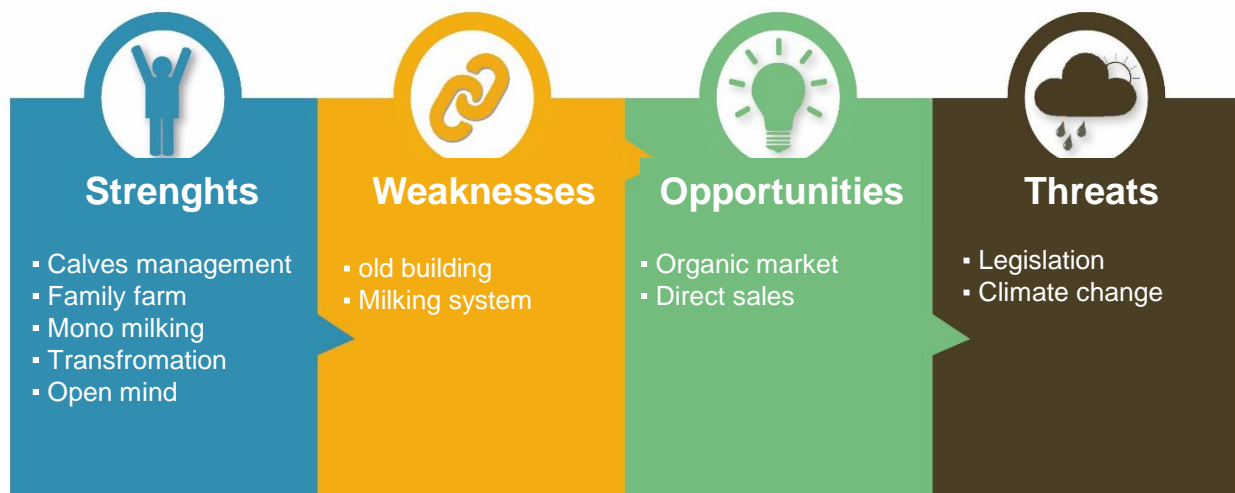 Strenghts
▪ Calves management
▪ Family farm
▪ Mono milking
▪ Transfromation
▪ Open mind
Weaknesses
▪ old building
▪ Milking system
Opportunities
▪ Organic market
▪ Direct sales
Threats
▪ Legislation
▪ Climate change